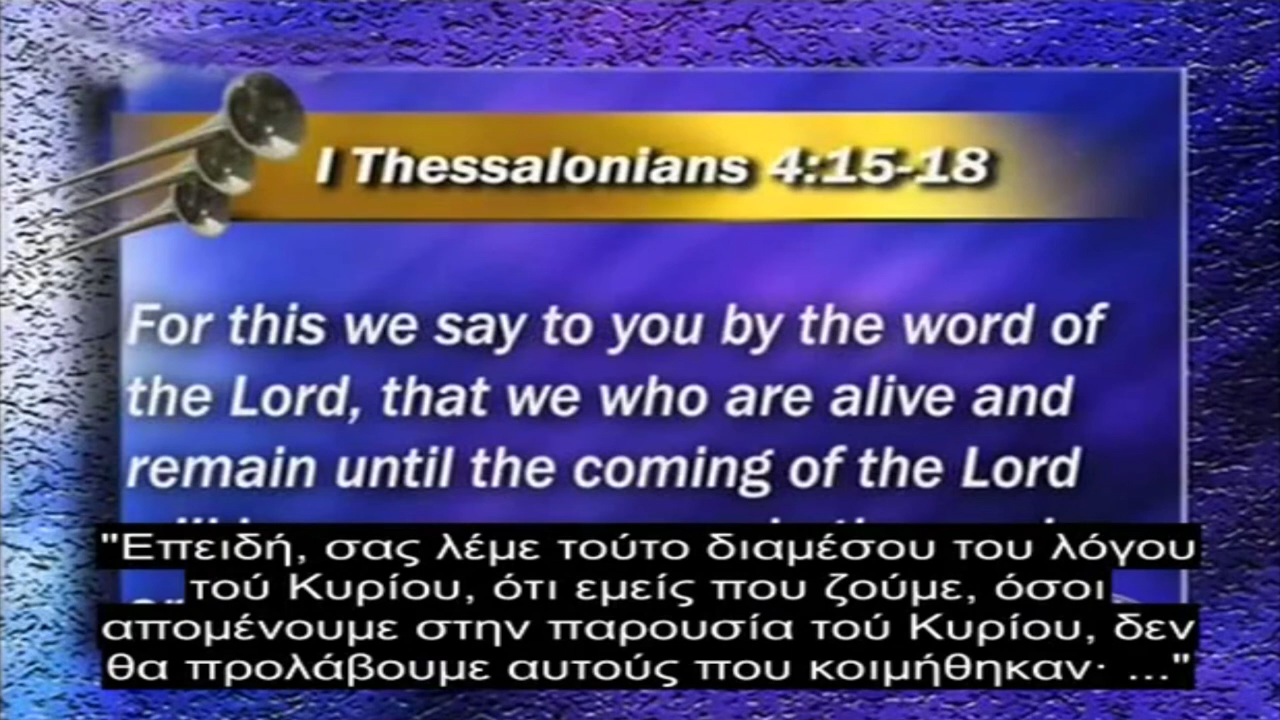 I Thessalonians 4:15-18
For this we say to you by the word of
the Lord, that we who are alive and
remain until the coming of the Lord
"Επειδή, σας λέμε τούτο διαμέσου του λόγου
τού Κυρίου, ότι εμείς που ζούμε, όσοι
απομένουμε στην παρουσία τού Κυρίου, δεν
θα προλάβουμε αυτούς που κοιμήθηκαν· ..."